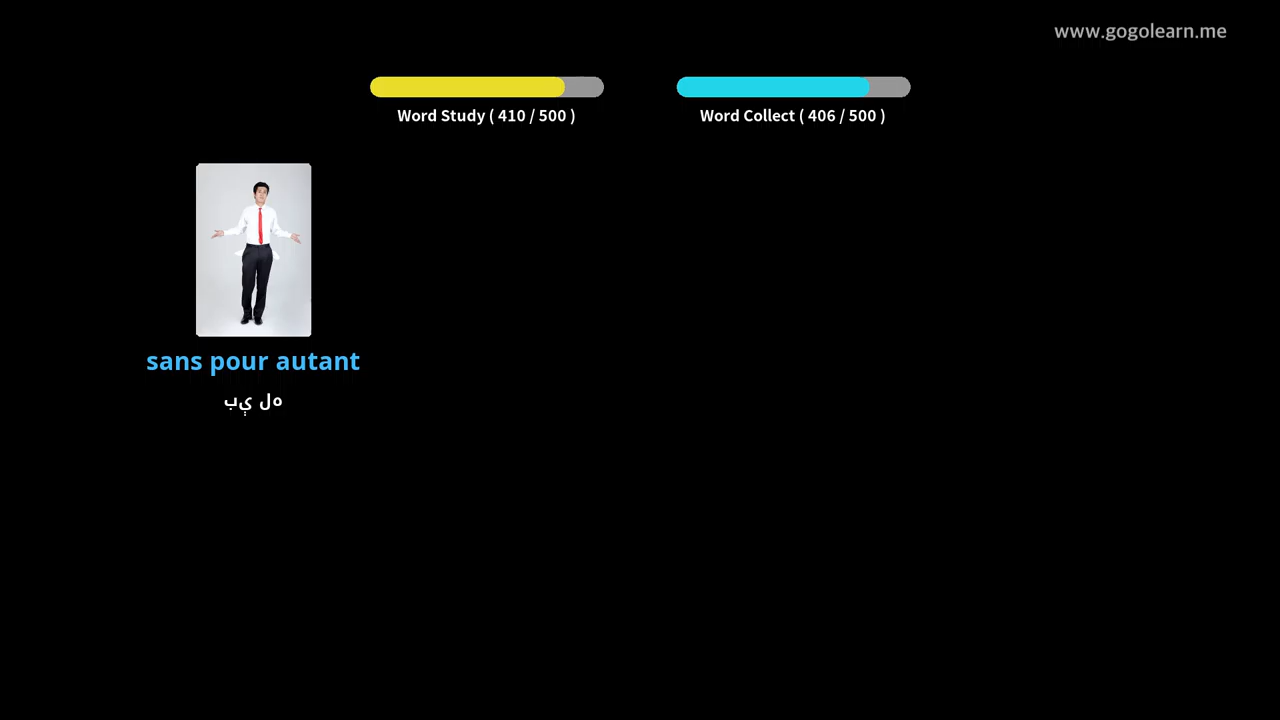 www.gogolearn.me
Word Study ( 410 / 500 )
Word Collect ( 406 / 500 )
sans pour autant
بې له